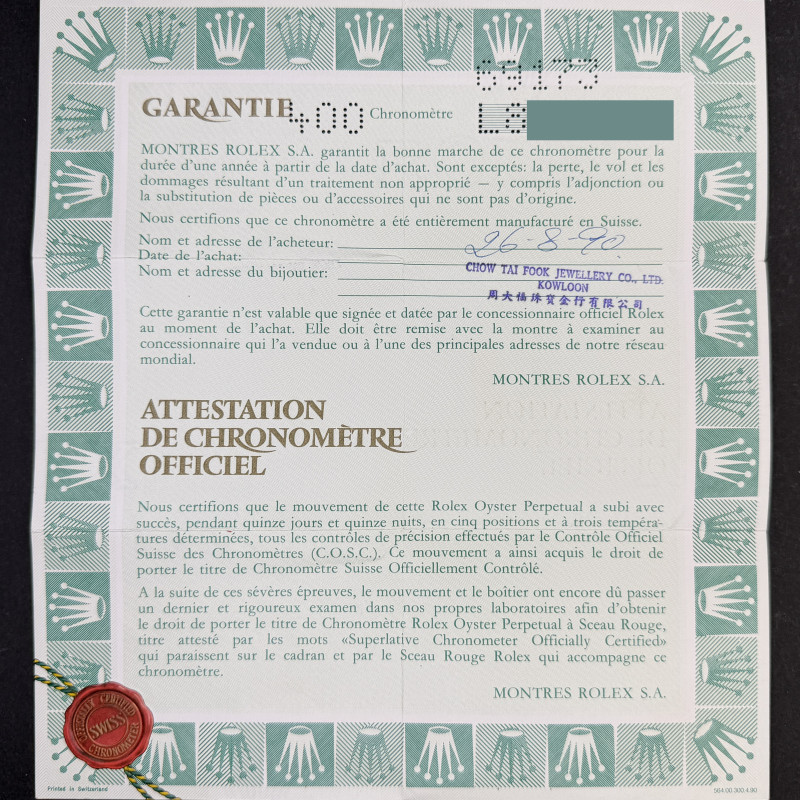 69173
GARANTIE 400 Chronomètre L8
MONTRES ROLEX S.A. garantit la bonne marche de ce chronomètre pour la
durée d'une année à partir de la date d'achat. Sont exceptés: la perte, le vol et les
dommages résultant d'un traitement non approprié — y compris l'adjonction ou
la substitution de pièces ou d'accessoires qui ne sont pas d'origine.
Nous certifions que ce chronomètre a été entièrement manufacturé en Suisse.
Nom et adresse de l'acheteur:
Date de l'achat: 26-8-90.
Nom et adresse du bijoutier: CHOW TAI FOOK JEWELLERY CO., LTD.
KOWLOON
周大福珠寶金行有限公司
Cette garantie n'est valable que signée et datée par le concessionnaire officiel Rolex
au moment de l'achat. Elle doit être remise avec la montre à examiner au
concessionnaire qui l'a vendue ou à l'une des principales adresses de notre réseau
mondial.
MONTRES ROLEX S.A.
ATTESTATION
DE CHRONOMÈTRE
OFFICIEL
Nous certifions que le mouvement de cette Rolex Oyster Perpetual a subi avec
succès, pendant quinze jours et quinze nuits, en cinq positions et à trois tempéra-
tures déterminées, tous les contrôles de précision effectués par le Contrôle Officiel
Suisse des Chronomètres (C.O.S.C.). Ce mouvement a ainsi acquis le droit de
porter le titre de Chronomètre Suisse Officiellement Contrôlé.
A la suite de ces sévères épreuves, le mouvement et le boîtier ont encore dû passer
un dernier et rigoureux examen dans nos propres laboratoires afin d'obtenir
le droit de porter le titre de Chronomètre Rolex Oyster Perpetual à Sceau Rouge,
titre attesté par les mots «Superlative Chronometer Officially Certified»
qui paraissent sur le cadran et par le Sceau Rouge Rolex qui accompagne ce
chronomètre.
MONTRES ROLEX S.A.
OFFICIALLY CERTIFIED
SWISS
CHRONOMETER
Printed in Switzerland
564.00.300.4.90